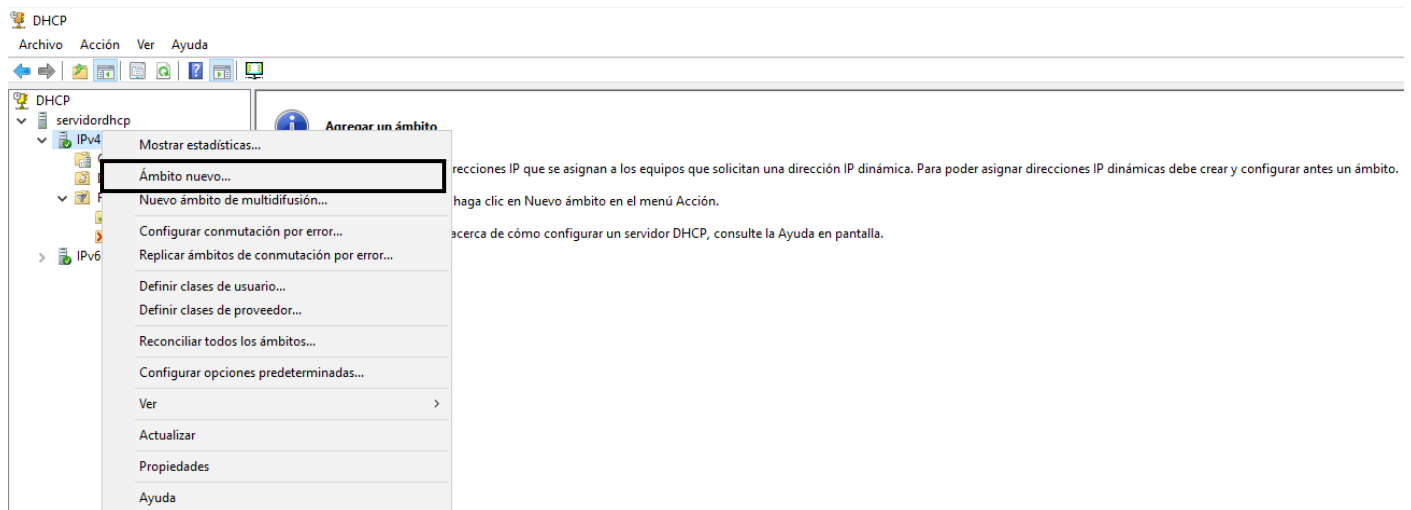 DHCP
Archivo Acción Ver Ayuda
DHCP
servidordhcp
IPv4
IPv6
Mostrar estadísticas...
Ámbito nuevo...
Nuevo ámbito de multidifusión...
Configurar conmutación por error...
Replicar ámbitos de conmutación por error...
Definir clases de usuario...
Definir clases de proveedor...
Reconciliar todos los ámbitos...
Configurar opciones predeterminadas...
Ver
Actualizar
Propiedades
Ayuda
Agregar un ámbito
recciones IP que se asignan a los equipos que solicitan una dirección IP dinámica. Para poder asignar direcciones IP dinámicas debe crear y configurar antes un ámbito.
haga clic en Nuevo ámbito en el menú Acción.
acerca de cómo configurar un servidor DHCP, consulte la Ayuda en pantalla.